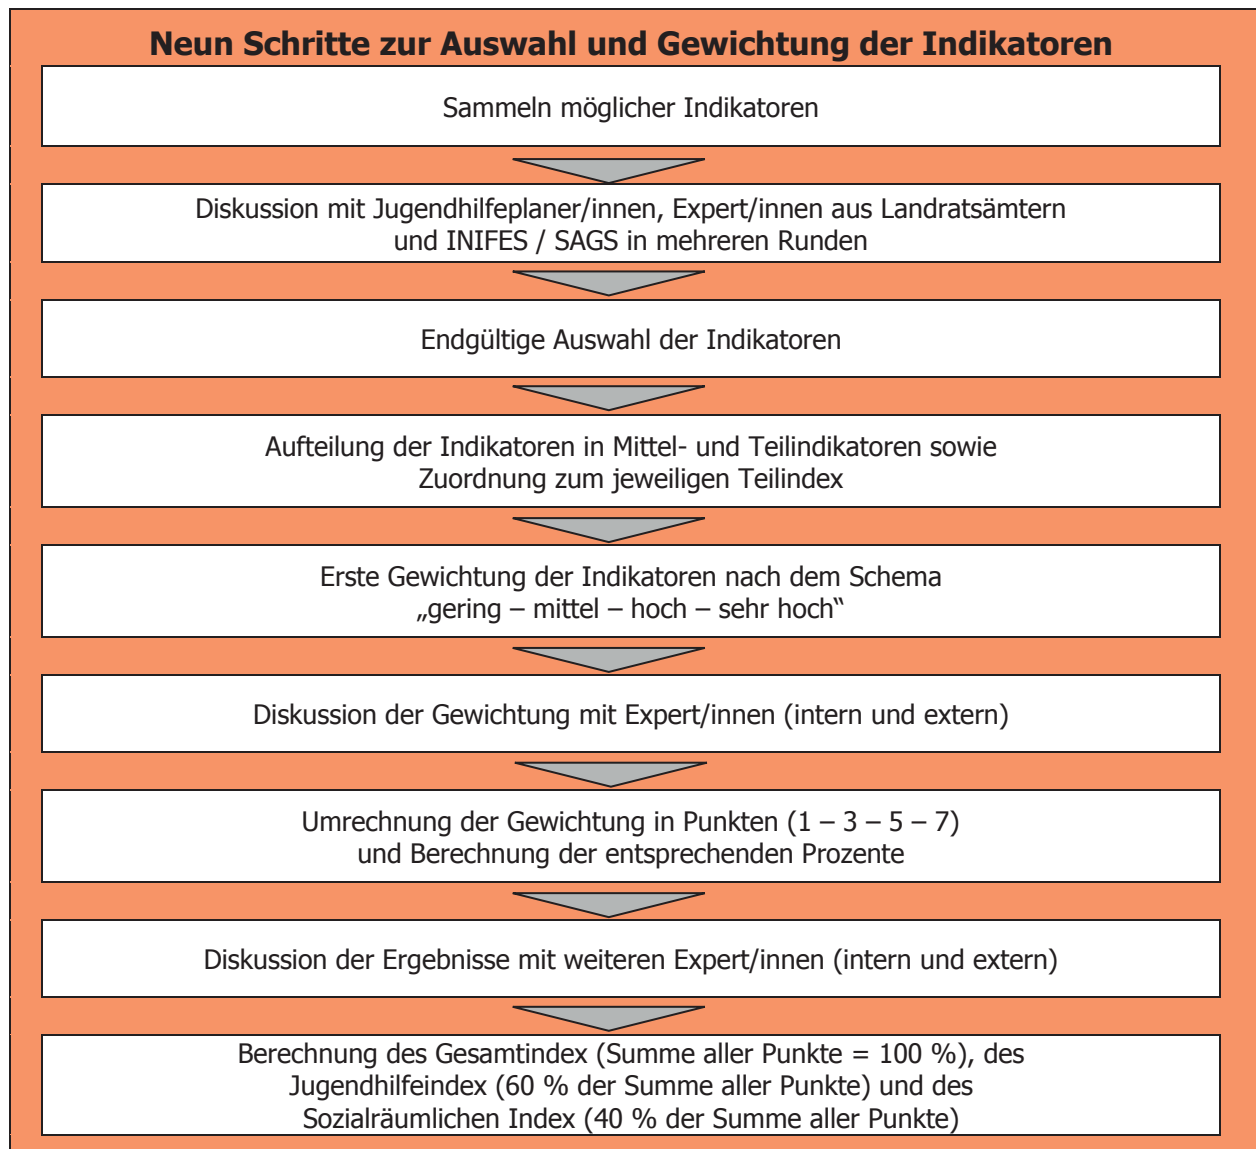 Neun Schritte zur Auswahl und Gewichtung der Indikatoren
Sammeln möglicher Indikatoren
Diskussion mit Jugendhilfeplaner/innen, Expert/innen aus Landratsämtern
und INIFES / SAGS in mehreren Runden
Endgültige Auswahl der Indikatoren
Aufteilung der Indikatoren in Mittel- und Teilindikatoren sowie
Zuordnung zum jeweiligen Teilindex
Erste Gewichtung der Indikatoren nach dem Schema
„gering – mittel – hoch – sehr hoch“
Diskussion der Gewichtung mit Expert/innen (intern und extern)
Umrechnung der Gewichtung in Punkten (1 – 3 – 5 – 7)
und Berechnung der entsprechenden Prozente
Diskussion der Ergebnisse mit weiteren Expert/innen (intern und extern)
Berechnung des Gesamtindex (Summe aller Punkte = 100 %), des
Jugendhilfeindex (60 % der Summe aller Punkte) und des
Sozialräumlichen Index (40 % der Summe aller Punkte)